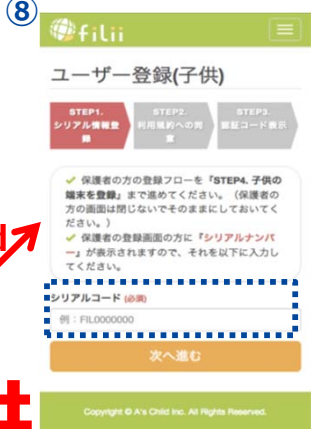 ⑧
filii
ユーザー登録(子供)
STEP1.
シリアル情報登
録
STEP2.
利用規約への同
意
STEP3.
認証コード表示
✓ 保護者の方の登録フローを『STEP4. 子供の
端末を登録』まで進めてください。（保護者の
方の画面は閉じないでそのままにしておいてく
ださい。）
✓ 保護者の登録画面の方に『シリアルナンバ
ー』が表示されますので、それを以下に入力し
てください。
シリアルコード (必須)
例：FIL0000000
次へ進む
Copyright © A's Child Inc. All Rights Reserved.